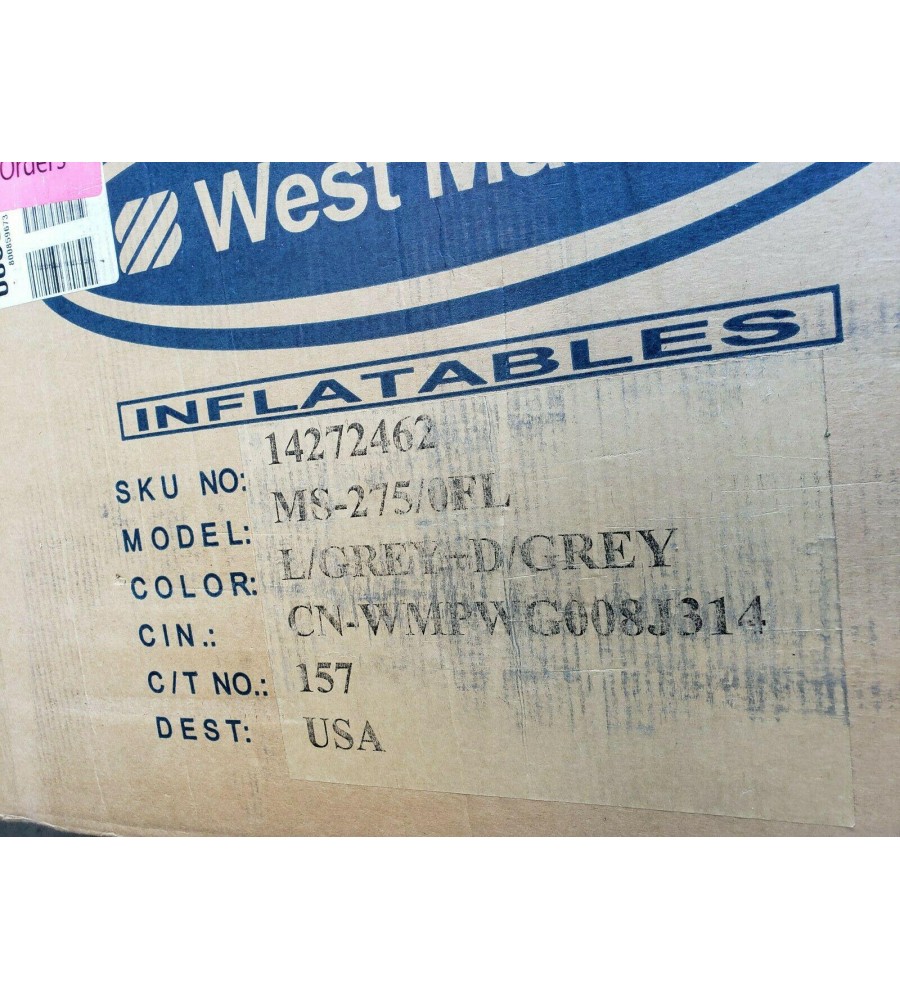 Orders
800859673
West Ma
INFLATABLES
SKU NO: 14272462
MODEL: MS-275/0FL
COLOR: L/GREY+D/GREY
CIN.: CN-WMPWG008J314
C/T NO.: 157
DEST: USA